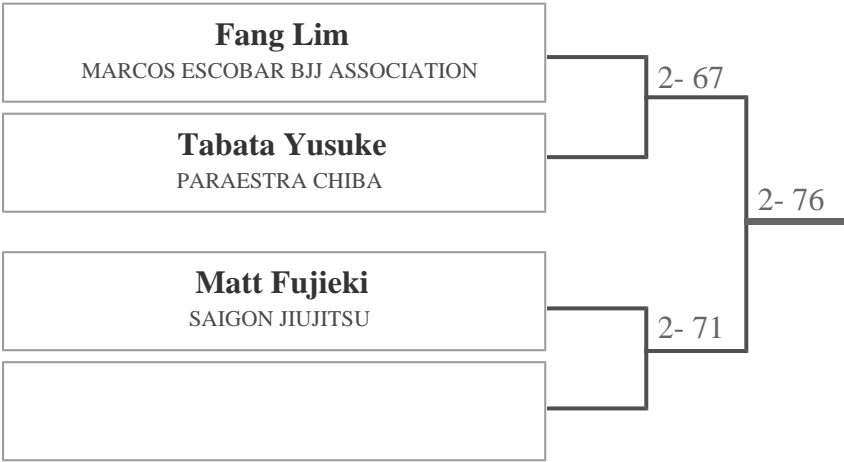 Fang Lim
MARCOS ESCOBAR BJJ ASSOCIATION
2- 67
Tabata Yusuke
PARAESTRA CHIBA
2- 76
Matt Fujieki
SAIGON JIUJITSU
2- 71